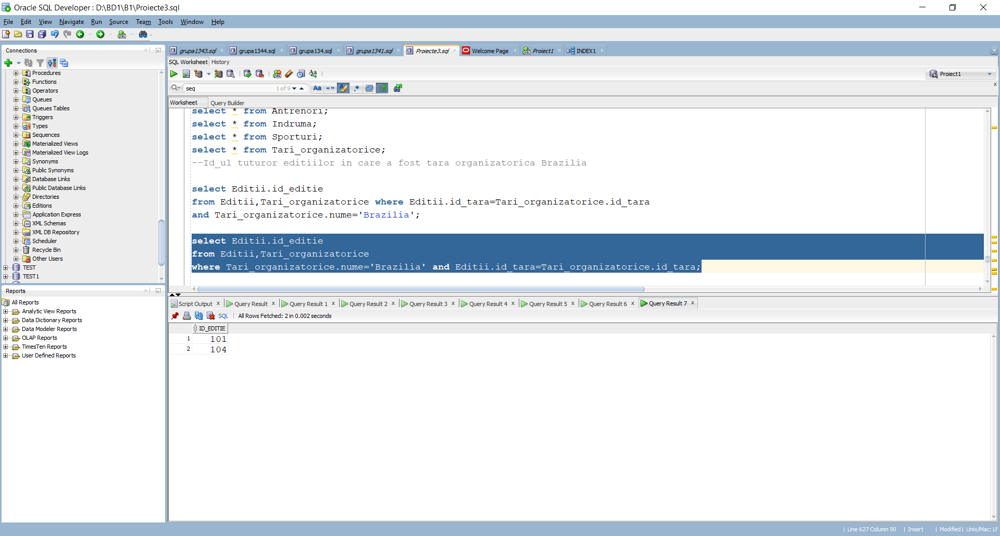 Oracle SQL Developer : D:\BD1\B1\Proiecte3.sql
File Edit View Navigate Run Source Team Tools Window Help
Connections
Procedures
Functions
Operators
Queues
Queues Tables
Triggers
Types
Sequences
Materialized Views
Materialized View Logs
Synonyms
Public Synonyms
Database Links
Public Database Links
Directories
Editions
Application Express
XML Schemas
XML DB Repository
Scheduler
Recycle Bin
Other Users
TEST
TEST1
Reports
All Reports
Analytic View Reports
Data Dictionary Reports
Data Modeler Reports
OLAP Reports
TimesTen Reports
User Defined Reports
grupa1343.sql grupa1344.sql grupa134.sql grupa1341.sql Proiecte3.sql Welcome Page Proiect1 INDEX1
SQL Worksheet History
Proiect1
seq 1 of 9
Worksheet Query Builder
select * from Antrenori;
select * from Indruma;
select * from Sporturi;
select * from Tari_organizatorice;
--Id_ul tuturor editiilor in care a fost tara organizatorica Brazilia
select Editii.id_editie
from Editii,Tari_organizatorice where Editii.id_tara=Tari_organizatorice.id_tara
and Tari_organizatorice.nume='Brazilia';
select Editii.id_editie
from Editii,Tari_organizatorice
where Tari_organizatorice.nume='Brazilia' and Editii.id_tara=Tari_organizatorice.id_tara;
Script Output Query Result Query Result 1 Query Result 2 Query Result 3 Query Result 4 Query Result 5 Query Result 6 Query Result 7
SQL All Rows Fetched: 2 in 0.002 seconds
ID_EDITIE
1 101
2 104
Line 627 Column 90 Insert Modified Unix/Mac: LF